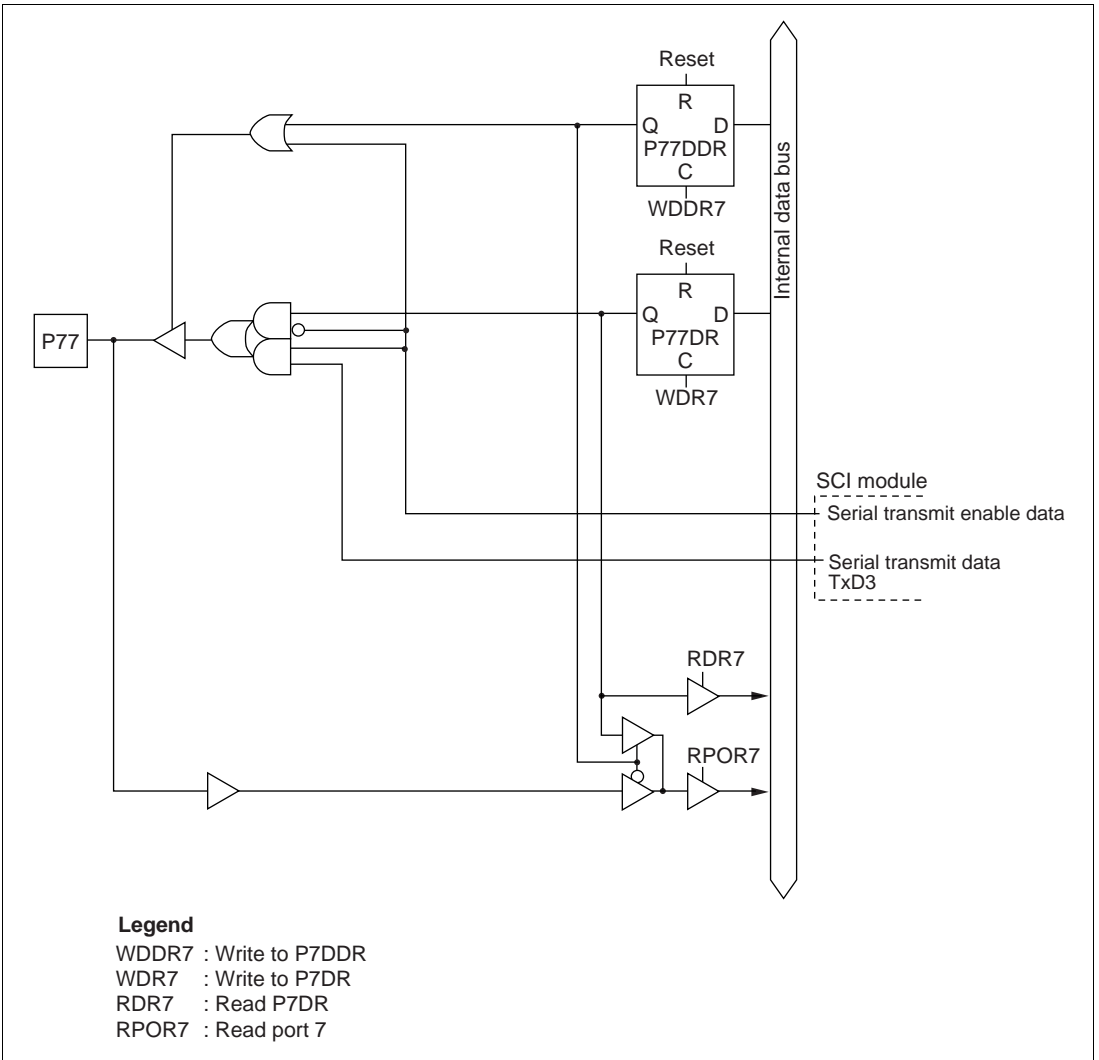 Reset
R
Q D
P77DDR
C
WDDR7
Internal data bus
Reset
R
Q D
P77DR
C
WDR7
P77
SCI module
Serial transmit enable data
Serial transmit data
TxD3
RDR7
RPOR7
Legend
WDDR7 : Write to P7DDR
WDR7 : Write to P7DR
RDR7 : Read P7DR
RPOR7 : Read port 7